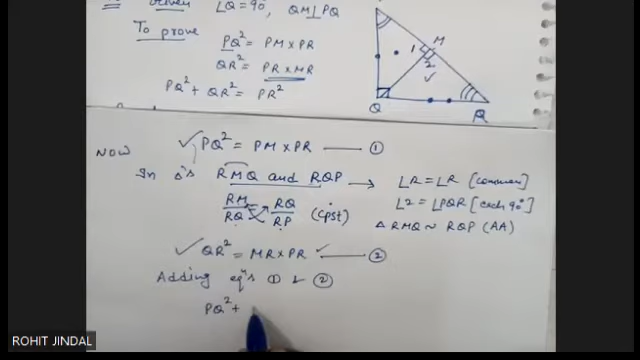 Given ∠Q = 90°, QM ⊥ PQ
To prove
PQ² = PM × PR
QR² = PR × MR
PQ² + QR² = PR²
1
M
2
Q
R
PQ² = PM × PR —— ①
NOW
In Δ's RMQ and RQP → ∠R = ∠R [common]
RM/RQ = RQ/RP (cpst) ∠2 = ∠PQR [each 90°]
Δ RMQ ~ RQP (AA)
QR² = MR × PR —— ②
Adding eqⁿs ① & ②
PQ² +
ROHIT JINDAL